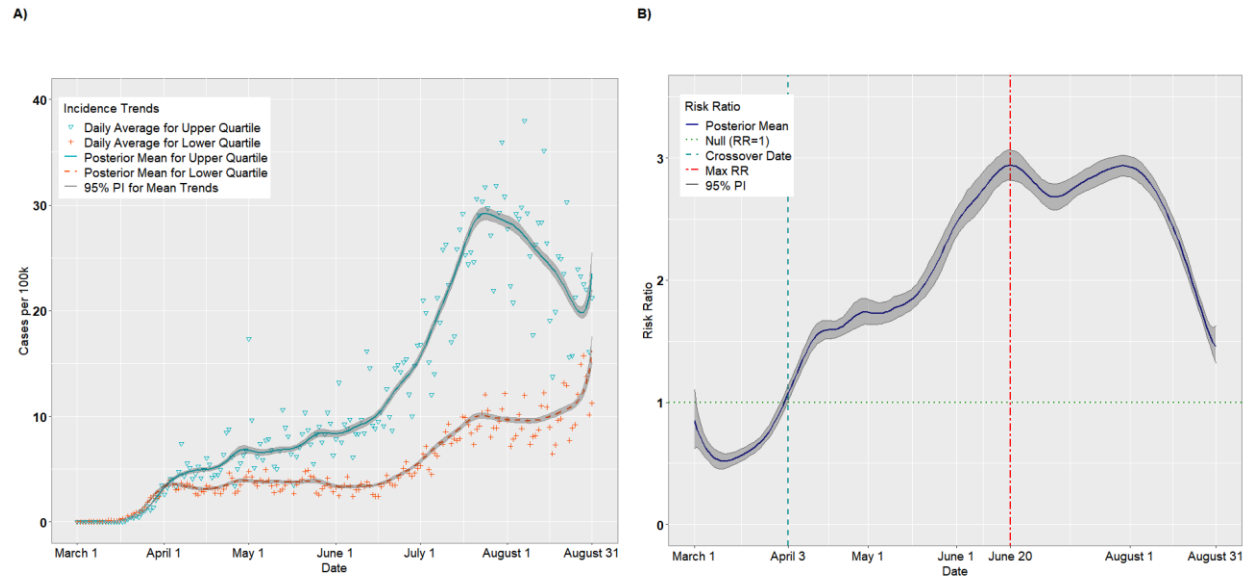 A)
Incidence Trends
Daily Average for Upper Quartile
Daily Average for Lower Quartile
Posterior Mean for Upper Quartile
Posterior Mean for Lower Quartile
95% PI for Mean Trends
Cases per 100k
40
30
20
10
0
March 1
April 1
May 1
June 1
July 1
August 1
August 31
Date
B)
Risk Ratio
Posterior Mean
Null (RR=1)
Crossover Date
Max RR
95% PI
Risk Ratio
3
2
1
0
March 1
April 3
May 1
June 1
June 20
August 1
August 31
Date